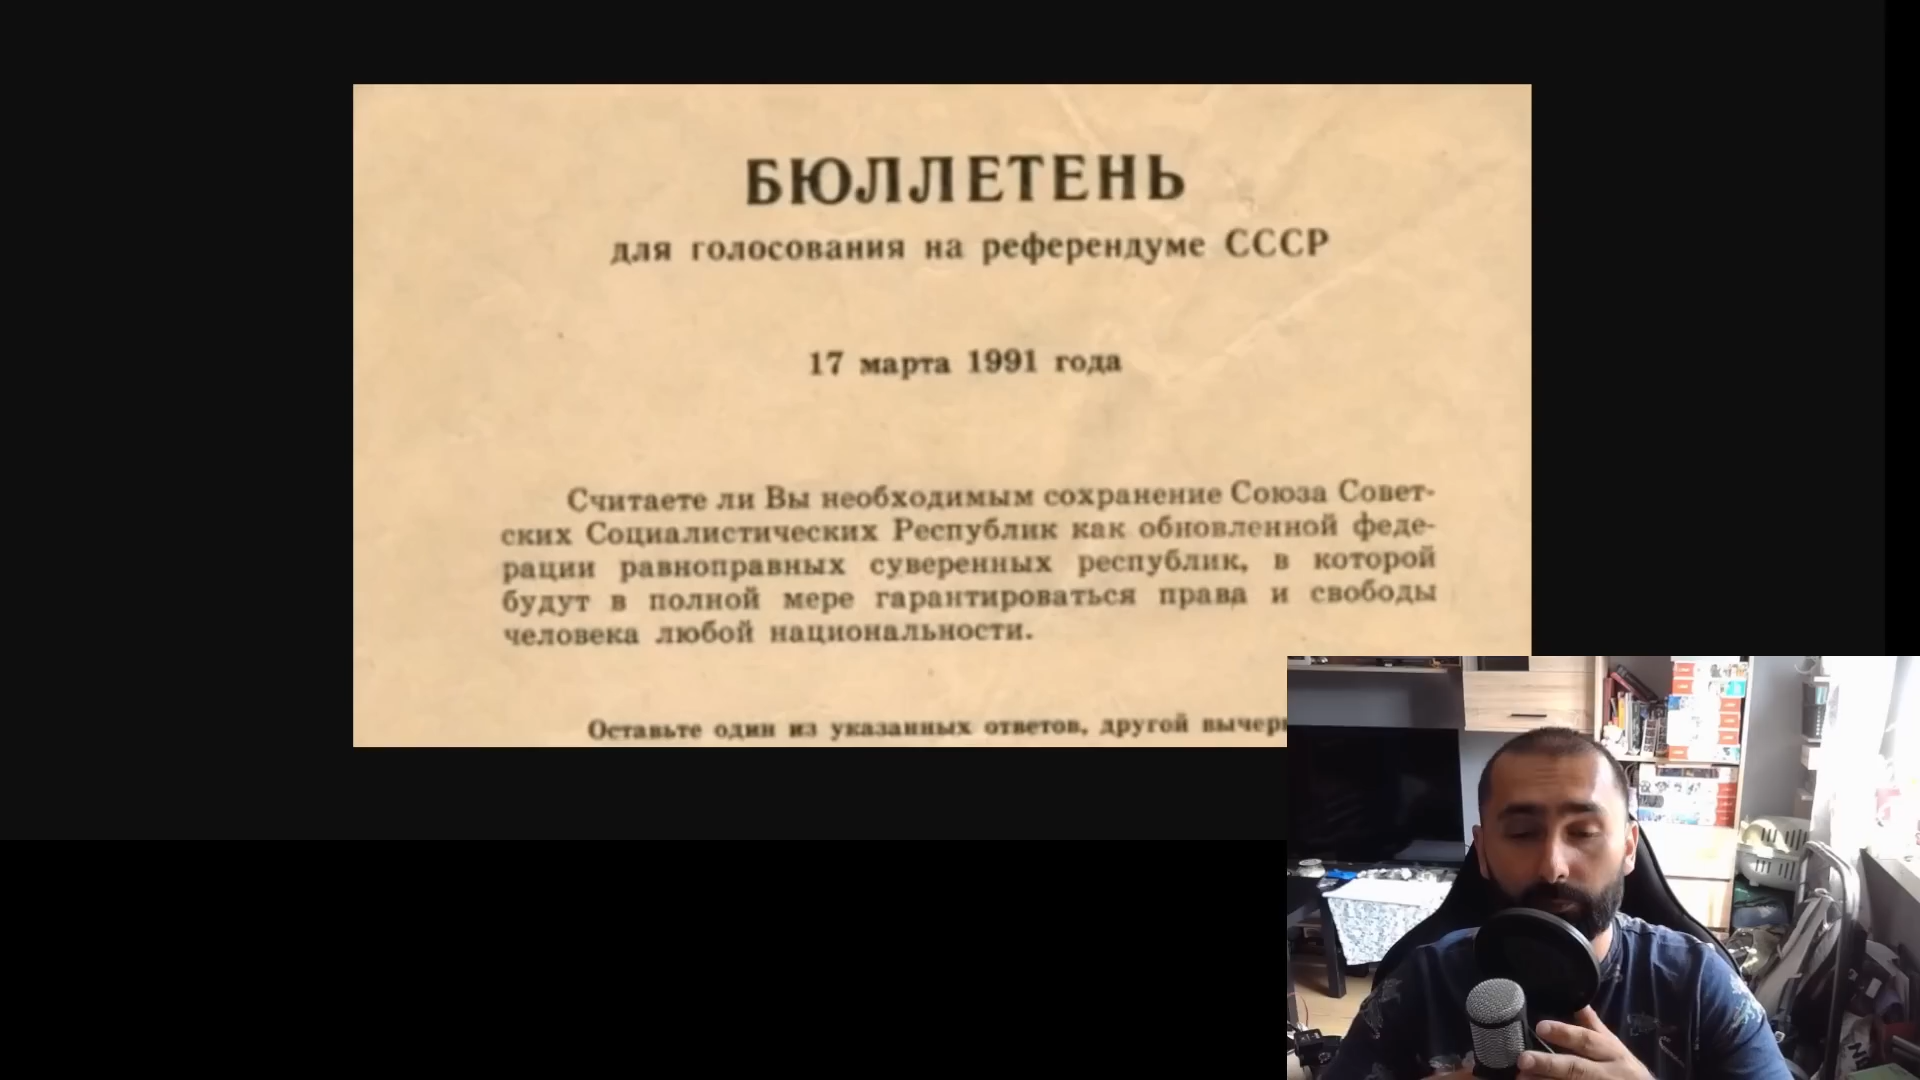 БЮЛЛЕТЕНЬ
для голосования на референдуме СССР
17 марта 1991 года
Считаете ли Вы необходимым сохранение Союза Совет-
ских Социалистических Республик как обновленной феде-
рации равноправных суверенных республик, в которой
будут в полной мере гарантироваться права и свободы
человека любой национальности.
Оставьте один из указанных ответов, другой